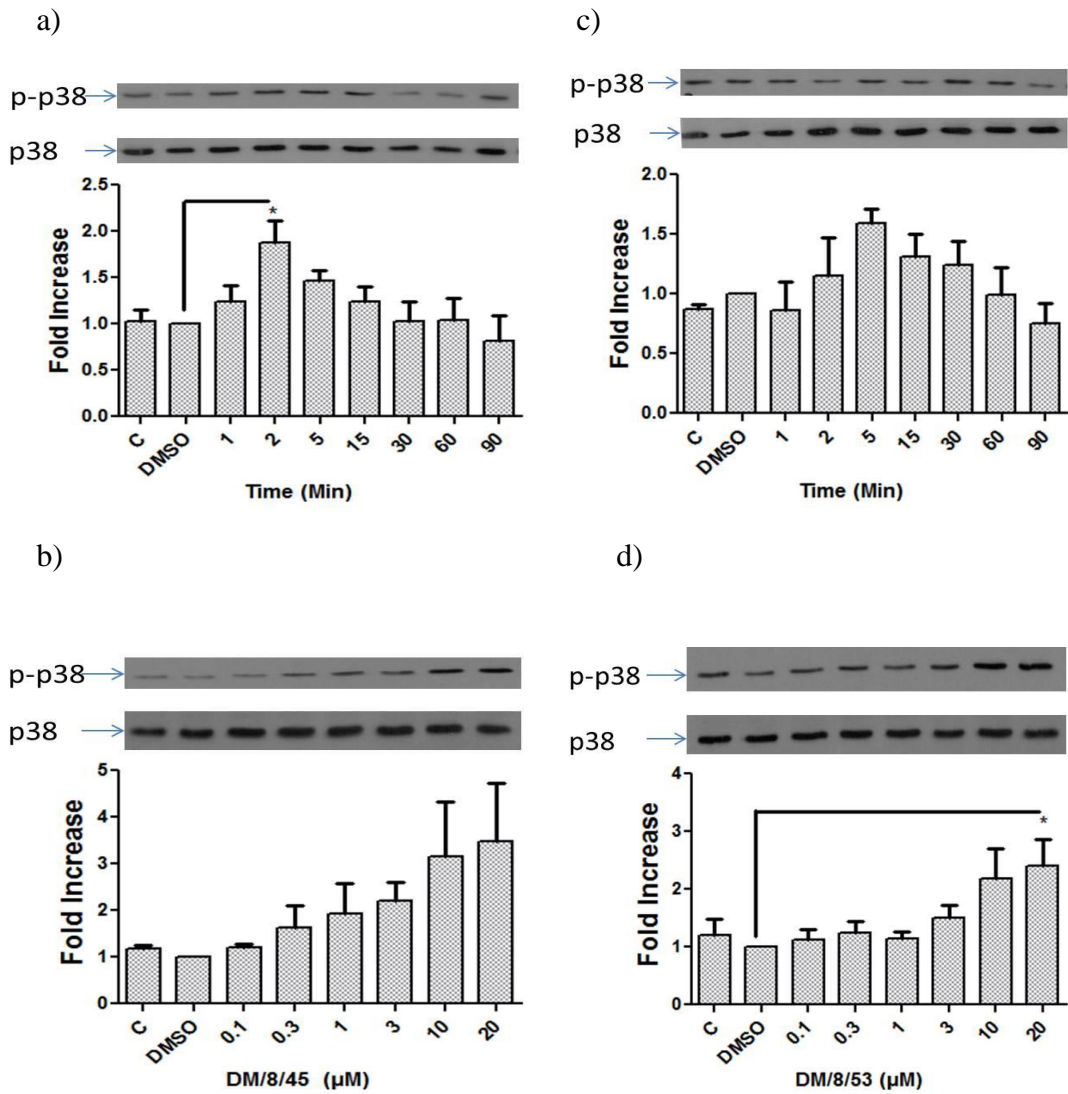 a)
p-p38
p38
2.5
2.0
1.5
1.0
0.5
0.0
Fold Increase
*
C DMSO 1 2 5 15 30 60 90
Time (Min)
c)
p-p38
p38
2.0
1.5
1.0
0.5
0.0
Fold Increase
C DMSO 1 2 5 15 30 60 90
Time (Min)
b)
p-p38
p38
5
4
3
2
1
0
Fold Increase
C DMSO 0.1 0.3 1 3 10 20
DM/8/45 (µM)
d)
p-p38
p38
4
3
2
1
0
Fold Increase
*
C DMSO 0.1 0.3 1 3 10 20
DM/8/53 (µM)